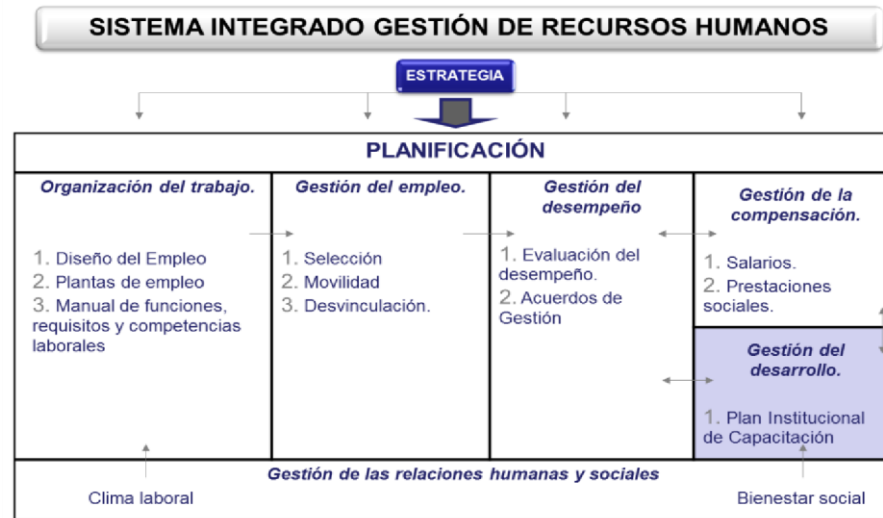 SISTEMA INTEGRADO GESTIÓN DE RECURSOS HUMANOS
ESTRATEGIA
PLANIFICACIÓN
Organización del trabajo.
1. Diseño del Empleo
2. Plantas de empleo
3. Manual de funciones,
requisitos y competencias
laborales
Gestión del empleo.
1. Selección
2. Movilidad
3. Desvinculación.
Gestión del
desempeño
1. Evaluación del
desempeño.
2. Acuerdos de
Gestión
Gestión de la
compensación.
1. Salarios.
2. Prestaciones
sociales.
Gestión del
desarrollo.
1. Plan Institucional
de Capacitación
Gestión de las relaciones humanas y sociales
Clima laboral
Bienestar social